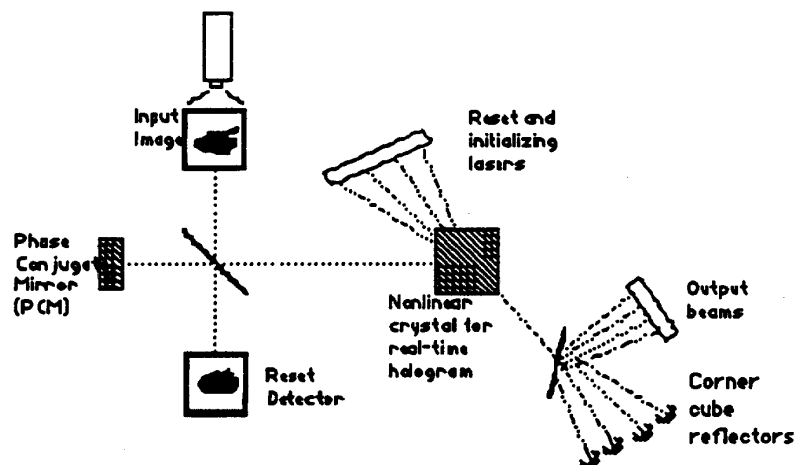 Input
Image
Reset and
initializing
lasers
Phase
Conjugate
Mirror
(PCM)
Nonlinear
crystal for
real-time
hologram
Output
beams
Reset
Detector
Corner
cube
reflectors